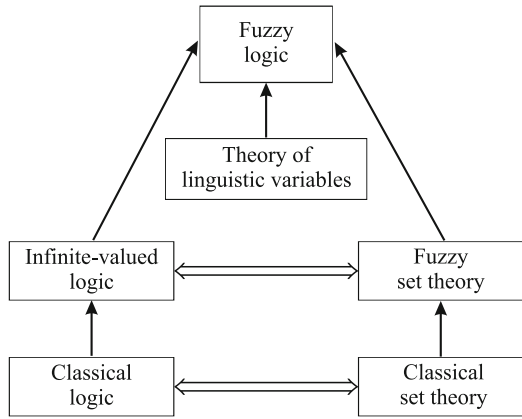 Fuzzy
logic
Theory of
linguistic variables
Infinite-valued
logic
Fuzzy
set theory
Classical
logic
Classical
set theory